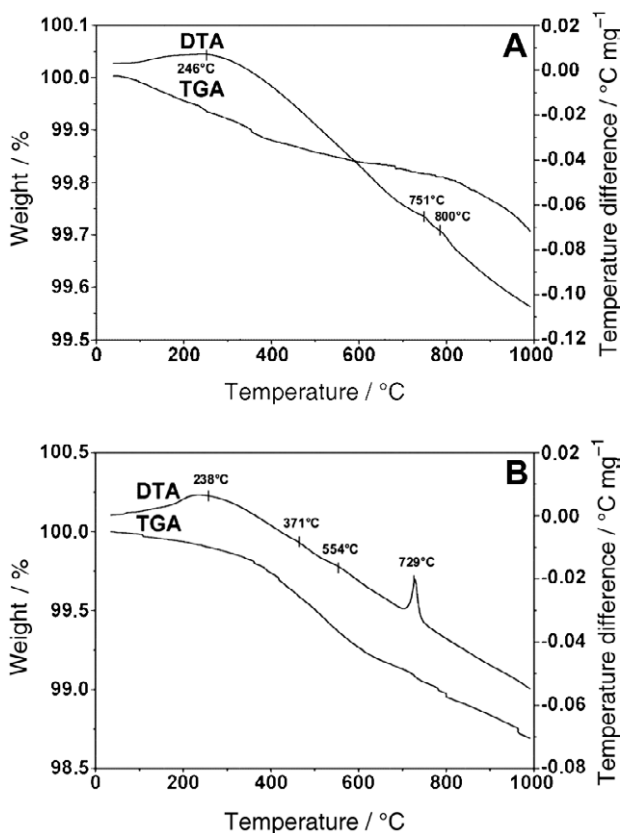 A
DTA
246°C
TGA
751°C
800°C
100.1
100.0
99.9
99.8
99.7
99.6
99.5
0.02
0.00
-0.02
-0.04
-0.06
-0.08
-0.10
-0.12
0 200 400 600 800 1000
Weight / %
Temperature difference / °C mg⁻¹
Temperature / °C
B
DTA
238°C
TGA
371°C
554°C
729°C
100.5
100.0
99.5
99.0
98.5
0.02
0.00
-0.02
-0.04
-0.06
-0.08
0 200 400 600 800 1000
Weight / %
Temperature difference / °C mg⁻¹
Temperature / °C